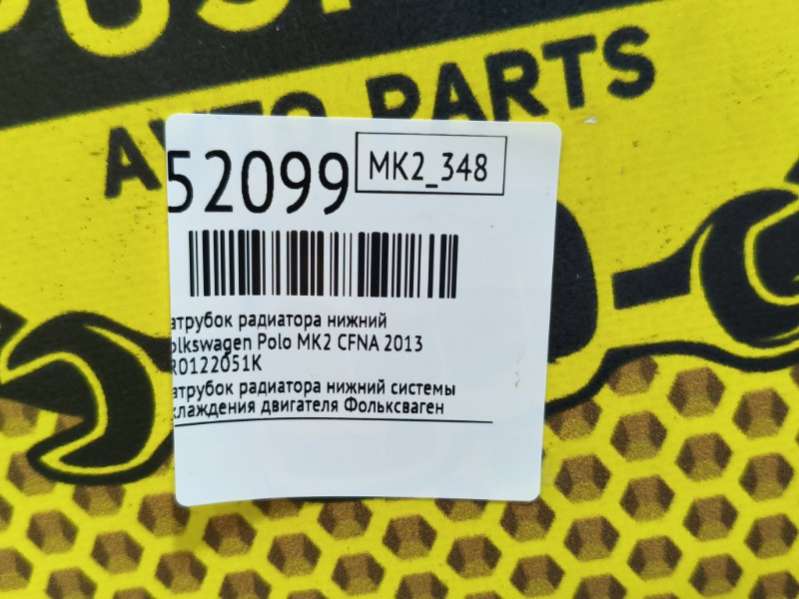 AVTO PARTS
52099
MK2_348
атрубок радиатора нижний
olkswagen Polo MK2 CFNA 2013
R0122051K
атрубок радиатора нижний системы
хлаждения двигателя Фольксваген